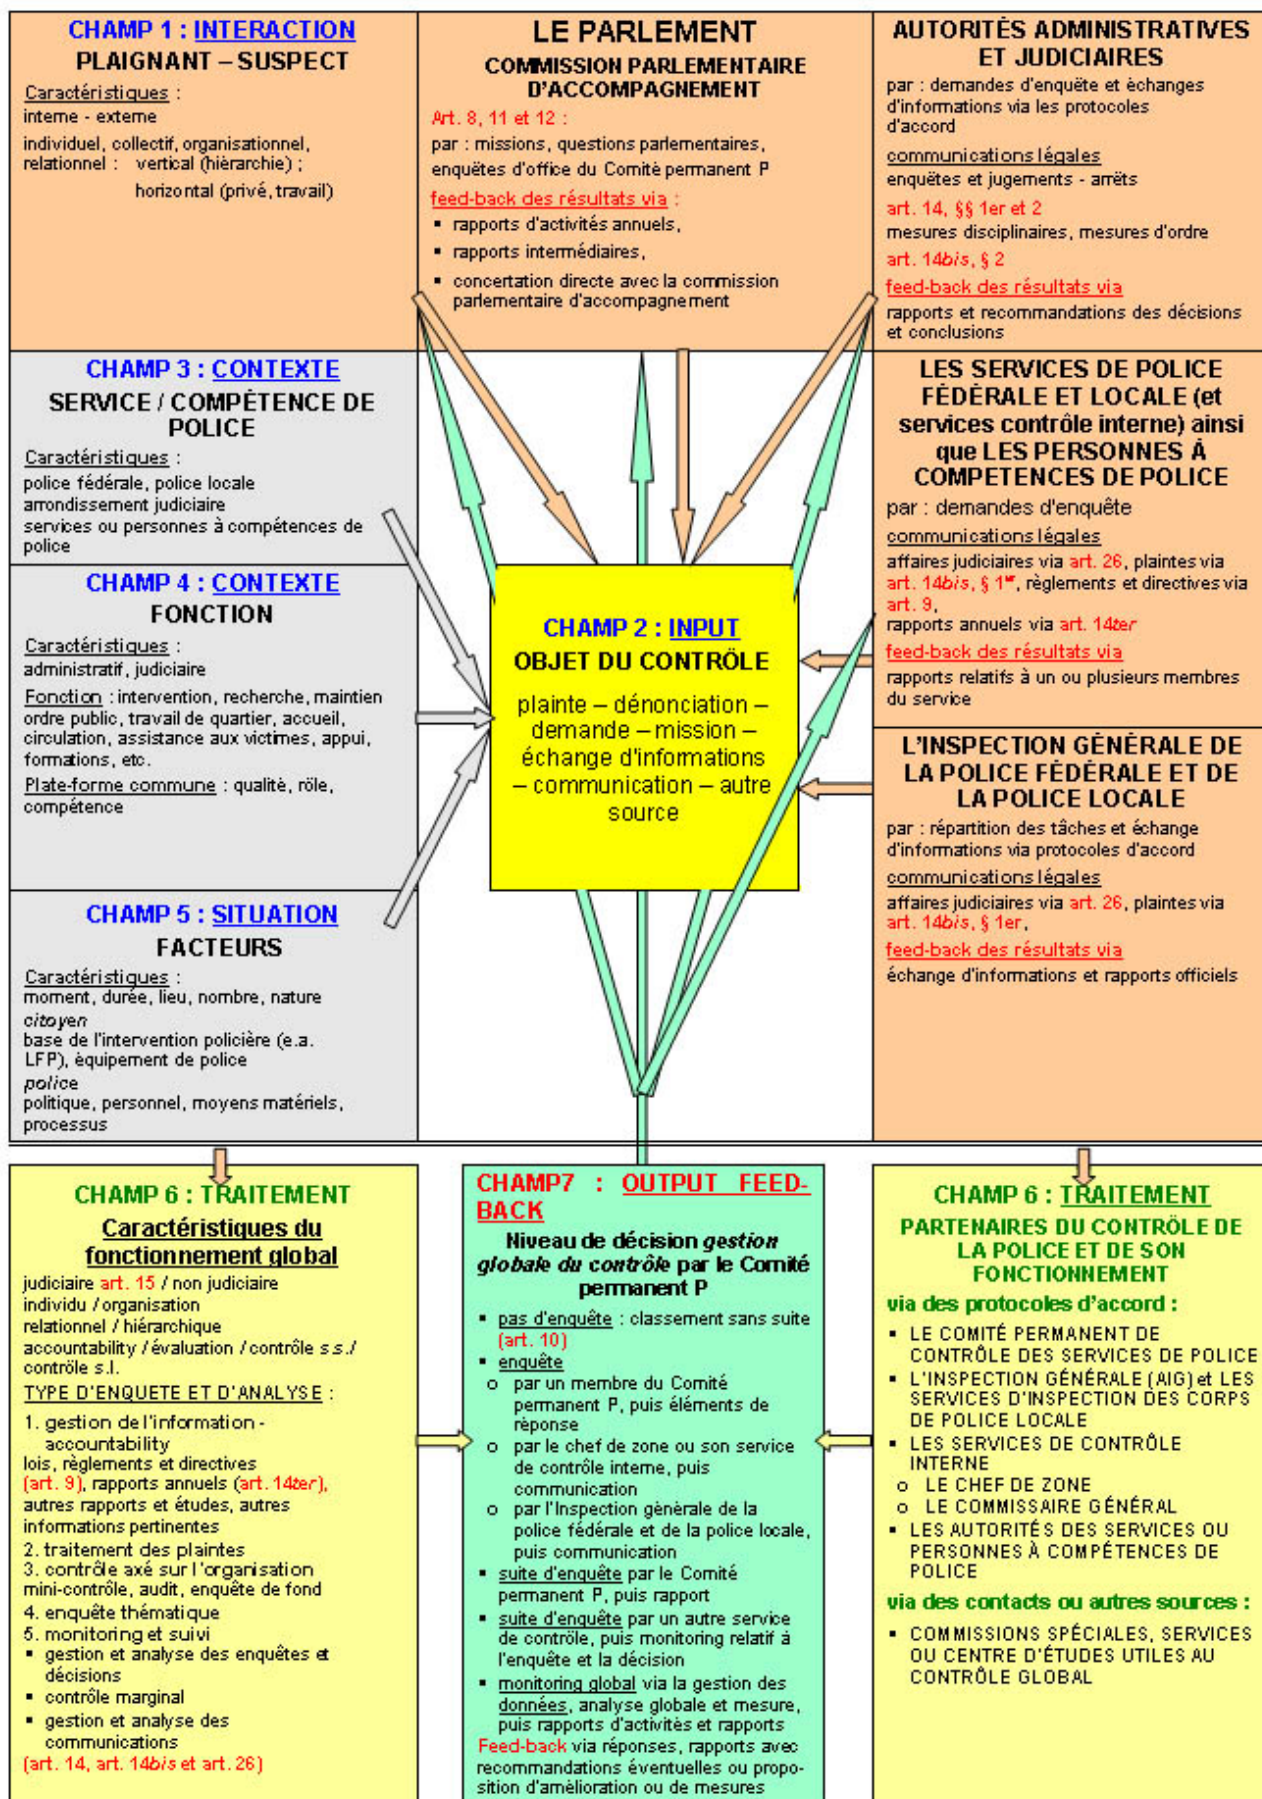 CHAMP 1 : INTERACTION
PLAIGNANT – SUSPECT
Caractéristiques :
interne - externe
individuel, collectif, organisationnel,
relationnel : vertical (hiérarchie) ;
horizontal (privé, travail)
LE PARLEMENT
COMMISSION PARLEMENTAIRE
D'ACCOMPAGNEMENT
Art. 8, 11 et 12 :
par : missions, questions parlementaires,
enquêtes d'office du Comité permanent P
feed-back des résultats via :
▪ rapports d'activités annuels,
▪ rapports intermédiaires,
▪ concertation directe avec la commission
parlementaire d'accompagnement
AUTORITÉS ADMINISTRATIVES
ET JUDICIAIRES
par : demandes d'enquête et échanges
d'informations via les protocoles
d'accord
communications légales
enquêtes et jugements - arrêts
art. 14, §§ 1er et 2
mesures disciplinaires, mesures d'ordre
art. 14bis, § 2
feed-back des résultats via
rapports et recommandations des décisions
et conclusions
CHAMP 3 : CONTEXTE
SERVICE / COMPÉTENCE DE
POLICE
Caractéristiques :
police fédérale, police locale
arrondissement judiciaire
services ou personnes à compétences de
police
CHAMP 4 : CONTEXTE
FONCTION
Caractéristiques :
administratif, judiciaire
Fonction : intervention, recherche, maintien
ordre public, travail de quartier, accueil,
circulation, assistance aux victimes, appui,
formations, etc.
Plate-forme commune : qualité, rôle,
compétence
CHAMP 5 : SITUATION
FACTEURS
Caractéristiques :
moment, durée, lieu, nombre, nature
citoyen
base de l'intervention policière (e.a.
LFP), équipement de police
police
politique, personnel, moyens matériels,
processus
CHAMP 2 : INPUT
OBJET DU CONTRÔLE
plainte – dénonciation –
demande – mission –
échange d'informations
– communication – autre
source
LES SERVICES DE POLICE
FÉDÉRALE ET LOCALE (et
services contrôle interne) ainsi
que LES PERSONNES À
COMPETENCES DE POLICE
par : demandes d'enquête
communications légales
affaires judiciaires via art. 26, plaintes via
art. 14bis, § 1er, règlements et directives via
art. 9,
rapports annuels via art. 14ter
feed-back des résultats via
rapports relatifs à un ou plusieurs membres
du service
L'INSPECTION GÉNÉRALE DE
LA POLICE FÉDÉRALE ET DE
LA POLICE LOCALE
par : répartition des tâches et échange
d'informations via protocoles d'accord
communications légales
affaires judiciaires via art. 26, plaintes via
art. 14bis, § 1er,
feed-back des résultats via
échange d'informations et rapports officiels
CHAMP 6 : TRAITEMENT
Caractéristiques du
fonctionnement global
judiciaire art. 15 / non judiciaire
individu / organisation
relationnel / hiérarchique
accountability / évaluation / contrôle s.s./
contrôle s.l.
TYPE D'ENQUETE ET D'ANALYSE :
1. gestion de l'information -
accountability
lois, règlements et directives
(art. 9), rapports annuels (art. 14ter),
autres rapports et études, autres
informations pertinentes
2. traitement des plaintes
3. contrôle axé sur l'organisation
mini-contrôle, audit, enquête de fond
4. enquête thématique
5. monitoring et suivi
▪ gestion et analyse des enquêtes et
décisions
▪ contrôle marginal
▪ gestion et analyse des
communications
(art. 14, art. 14bis et art. 26)
CHAMP7 : OUTPUT FEED-
BACK
Niveau de décision gestion
globale du contrôle par le Comité
permanent P
▪ pas d'enquête : classement sans suite
(art. 10)
▪ enquête
o par un membre du Comité
permanent P, puis éléments de
réponse
o par le chef de zone ou son service
de contrôle interne, puis
communication
o par l'Inspection générale de la
police fédérale et de la police locale,
puis communication
▪ suite d'enquête par le Comité
permanent P, puis rapport
▪ suite d'enquête par un autre service
de contrôle, puis monitoring relatif à
l'enquête et la décision
▪ monitoring global via la gestion des
données, analyse globale et mesure,
puis rapports d'activités et rapports
Feed-back via réponses, rapports avec
recommandations éventuelles ou propo-
sition d'amélioration ou de mesures
CHAMP 6 : TRAITEMENT
PARTENAIRES DU CONTRÔLE DE
LA POLICE ET DE SON
FONCTIONNEMENT
via des protocoles d'accord :
▪ LE COMITÉ PERMANENT DE
CONTRÔLE DES SERVICES DE POLICE
▪ L'INSPECTION GÉNÉRALE (AIG) et LES
SERVICES D'INSPECTION DES CORPS
DE POLICE LOCALE
▪ LES SERVICES DE CONTRÔLE
INTERNE
o LE CHEF DE ZONE
o LE COMMISSAIRE GÉNÉRAL
▪ LES AUTORITÉS DES SERVICES OU
PERSONNES À COMPÉTENCES DE
POLICE
via des contacts ou autres sources :
▪ COMMISSIONS SPÉCIALES, SERVICES
OU CENTRE D'ÉTUDES UTILES AU
CONTRÔLE GLOBAL